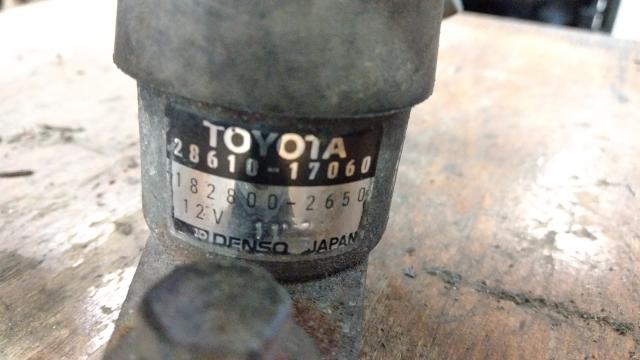 TOYOTA
28610-17060
182800-2650
12V
DENSO JAPAN